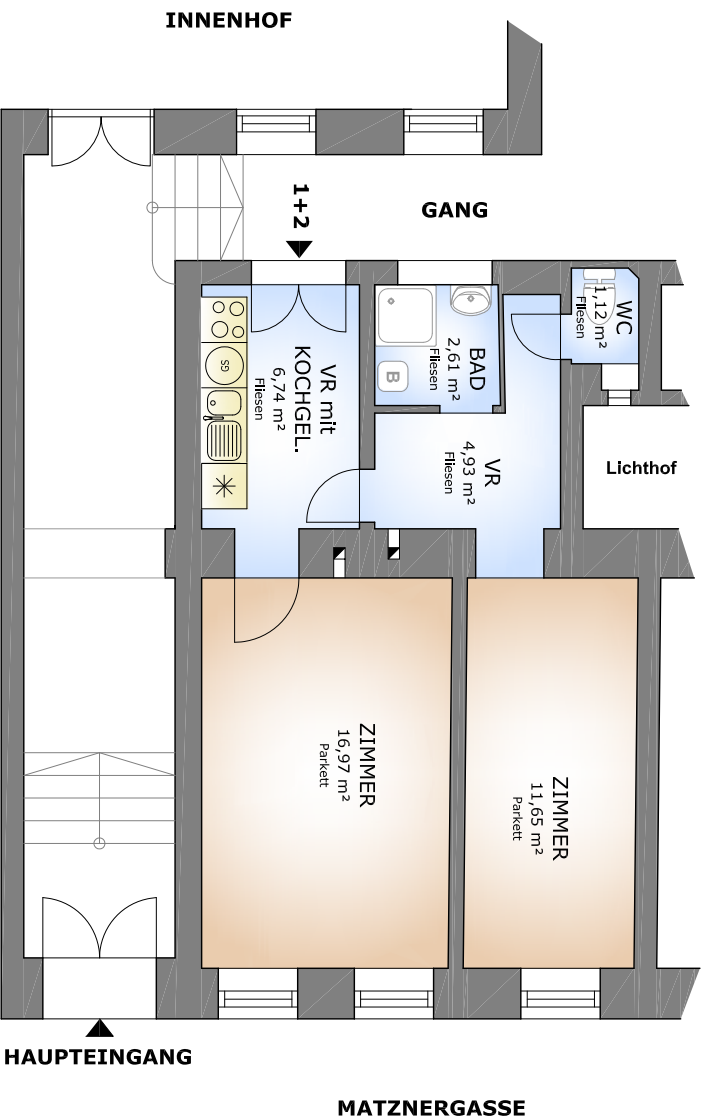 INNENHOF
1+2
GANG
VR mit
KOCHGEL.
6,74 m²
Fliesen
SG
BAD
2,61 m²
Fliesen
B
WC
1,12 m²
Fliesen
VR
4,93 m²
Fliesen
Lichthof
ZIMMER
16,97 m²
Parkett
ZIMMER
11,65 m²
Parkett
HAUPTEINGANG
MATZNERGASSE